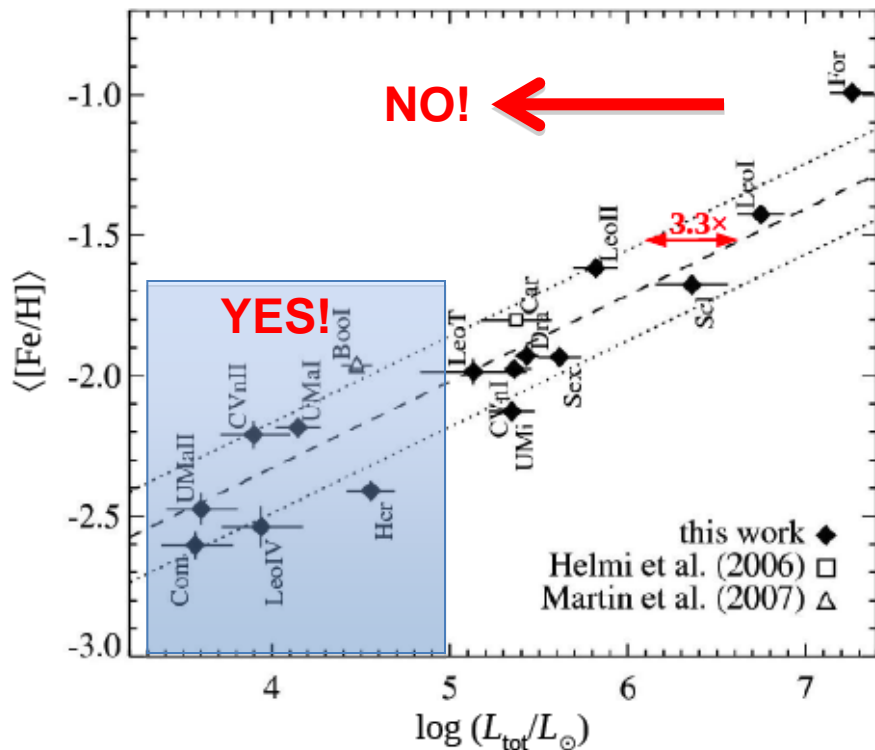 NO!
For
-1.0
LeoI
LeoII
3.3×
-1.5
YES!
BooI
LeoT
Car
Dra
Scl
⟨[Fe/H]⟩
-2.0
CVnII
UMaI
CVnI
UMi
Sex
UMaII
-2.5
Com
LeoIV
Her
this work
Helmi et al. (2006)
Martin et al. (2007)
-3.0
4 5 6 7
log (Ltot/L☉)